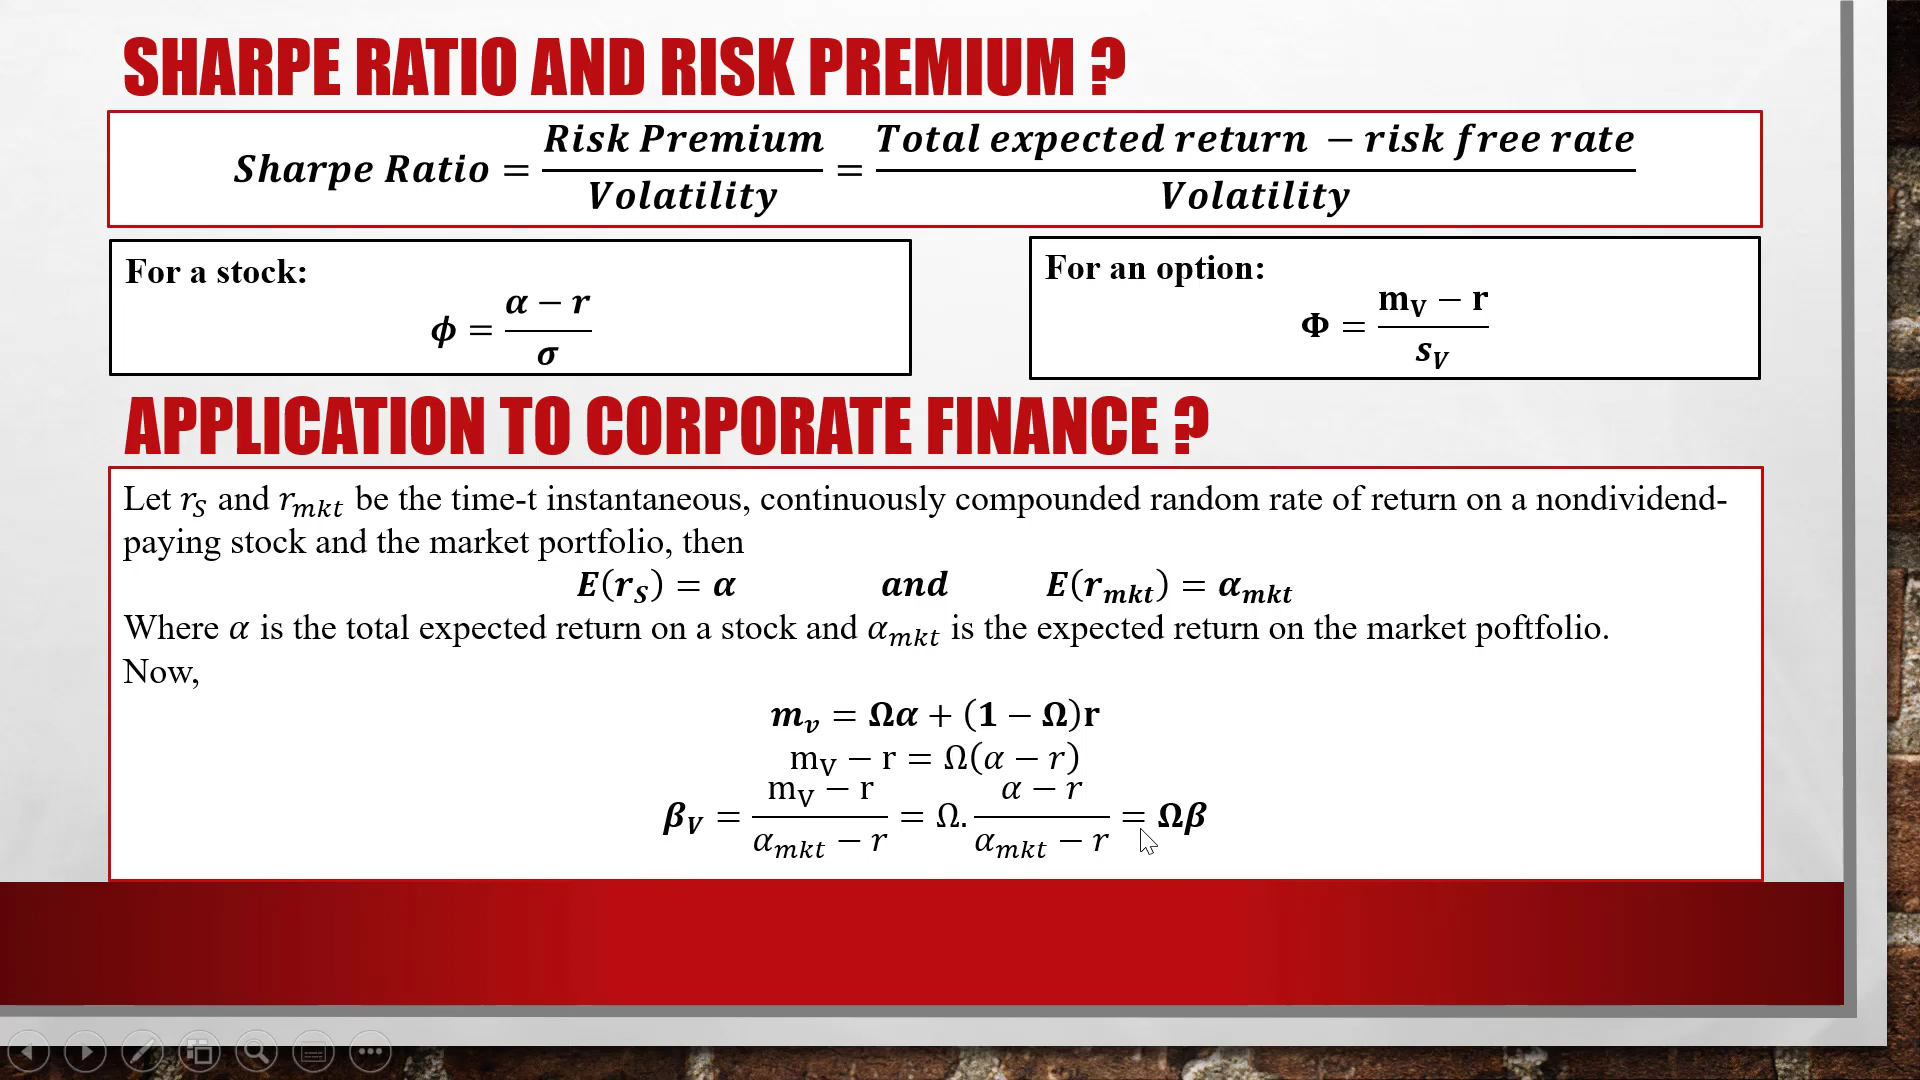 SHARPE RATIO AND RISK PREMIUM ?
Sharpe Ratio = Risk Premium / Volatility = Total expected return − risk free rate / Volatility
For a stock:
ϕ = α − r / σ
For an option:
Φ = m_V − r / s_V
APPLICATION TO CORPORATE FINANCE ?
Let r_S and r_mkt be the time-t instantaneous, continuously compounded random rate of return on a nondividend-
paying stock and the market portfolio, then
E(r_S) = α and E(r_mkt) = α_mkt
Where α is the total expected return on a stock and α_mkt is the expected return on the market poftfolio.
Now,
m_v = Ωα + (1 − Ω)r
m_V − r = Ω(α − r)
β_V = m_V − r / α_mkt − r = Ω. α − r / α_mkt − r = Ωβ